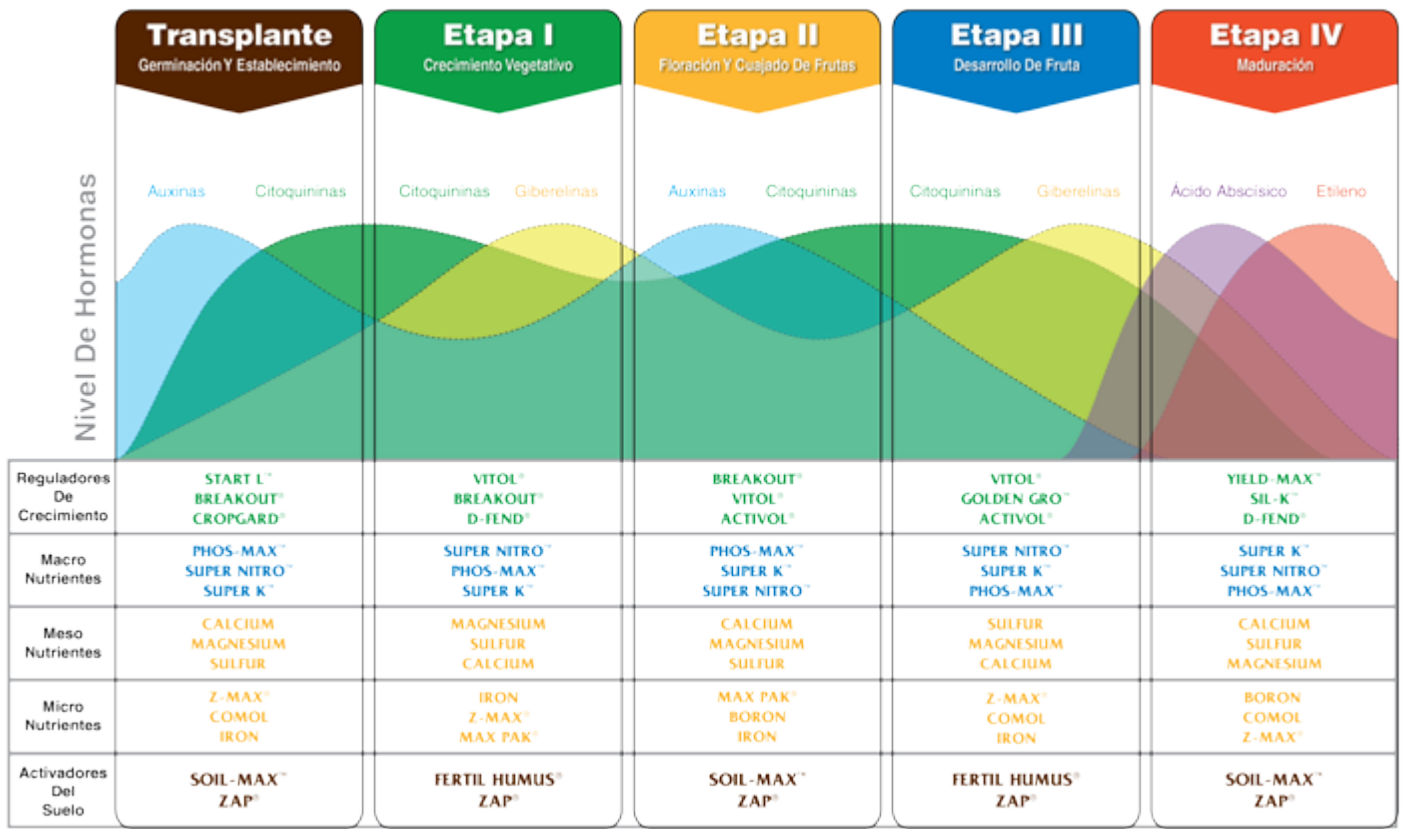 Transplante
Germinación Y Establecimiento
Etapa I
Crecimiento Vegetativo
Etapa II
Floración Y Cuajado De Frutas
Etapa III
Desarrollo De Fruta
Etapa IV
Maduración
Nivel De Hormonas
Auxinas Citoquininas
Citoquininas Giberelinas
Auxinas Citoquininas
Citoquininas Giberelinas
Ácido Abscísico Etileno
Reguladores
De
Crecimiento
START L™
BREAKOUT®
CROPGARD®
VITOL®
BREAKOUT®
D-FEND®
BREAKOUT®
VITOL®
ACTIVOL®
VITOL®
GOLDEN GRO™
ACTIVOL®
YIELD-MAX™
SIL-K™
D-FEND®
Macro
Nutrientes
PHOS-MAX™
SUPER NITRO™
SUPER K™
SUPER NITRO™
PHOS-MAX™
SUPER K™
PHOS-MAX™
SUPER K™
SUPER NITRO™
SUPER NITRO™
SUPER K™
PHOS-MAX™
SUPER K™
SUPER NITRO™
PHOS-MAX™
Meso
Nutrientes
CALCIUM
MAGNESIUM
SULFUR
MAGNESIUM
SULFUR
CALCIUM
CALCIUM
MAGNESIUM
SULFUR
SULFUR
MAGNESIUM
CALCIUM
CALCIUM
SULFUR
MAGNESIUM
Micro
Nutrientes
Z-MAX®
COMOL
IRON
IRON
Z-MAX®
MAX PAK®
MAX PAK®
BORON
IRON
Z-MAX®
COMOL
IRON
BORON
COMOL
Z-MAX®
Activadores
Del
Suelo
SOIL-MAX™
ZAP®
FERTIL HUMUS®
ZAP®
SOIL-MAX™
ZAP®
FERTIL HUMUS®
ZAP®
SOIL-MAX™
ZAP®